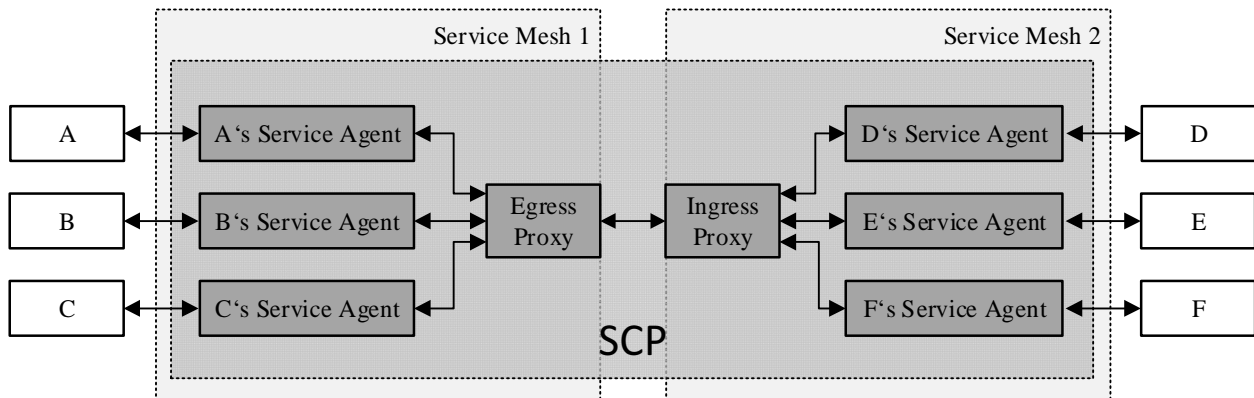 Service Mesh 1
Service Mesh 2
A
A‘s Service Agent
D‘s Service Agent
D
B
B‘s Service Agent
Egress
Proxy
Ingress
Proxy
E‘s Service Agent
E
C
C‘s Service Agent
F‘s Service Agent
F
SCP